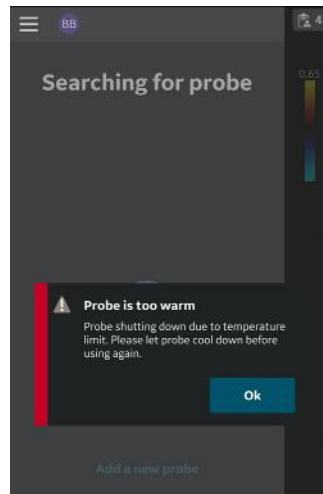 BB
4
Searching for probe
0.65
Probe is too warm
Probe shutting down due to temperature
limit. Please let probe cool down before
using again.
Ok
Add a new probe